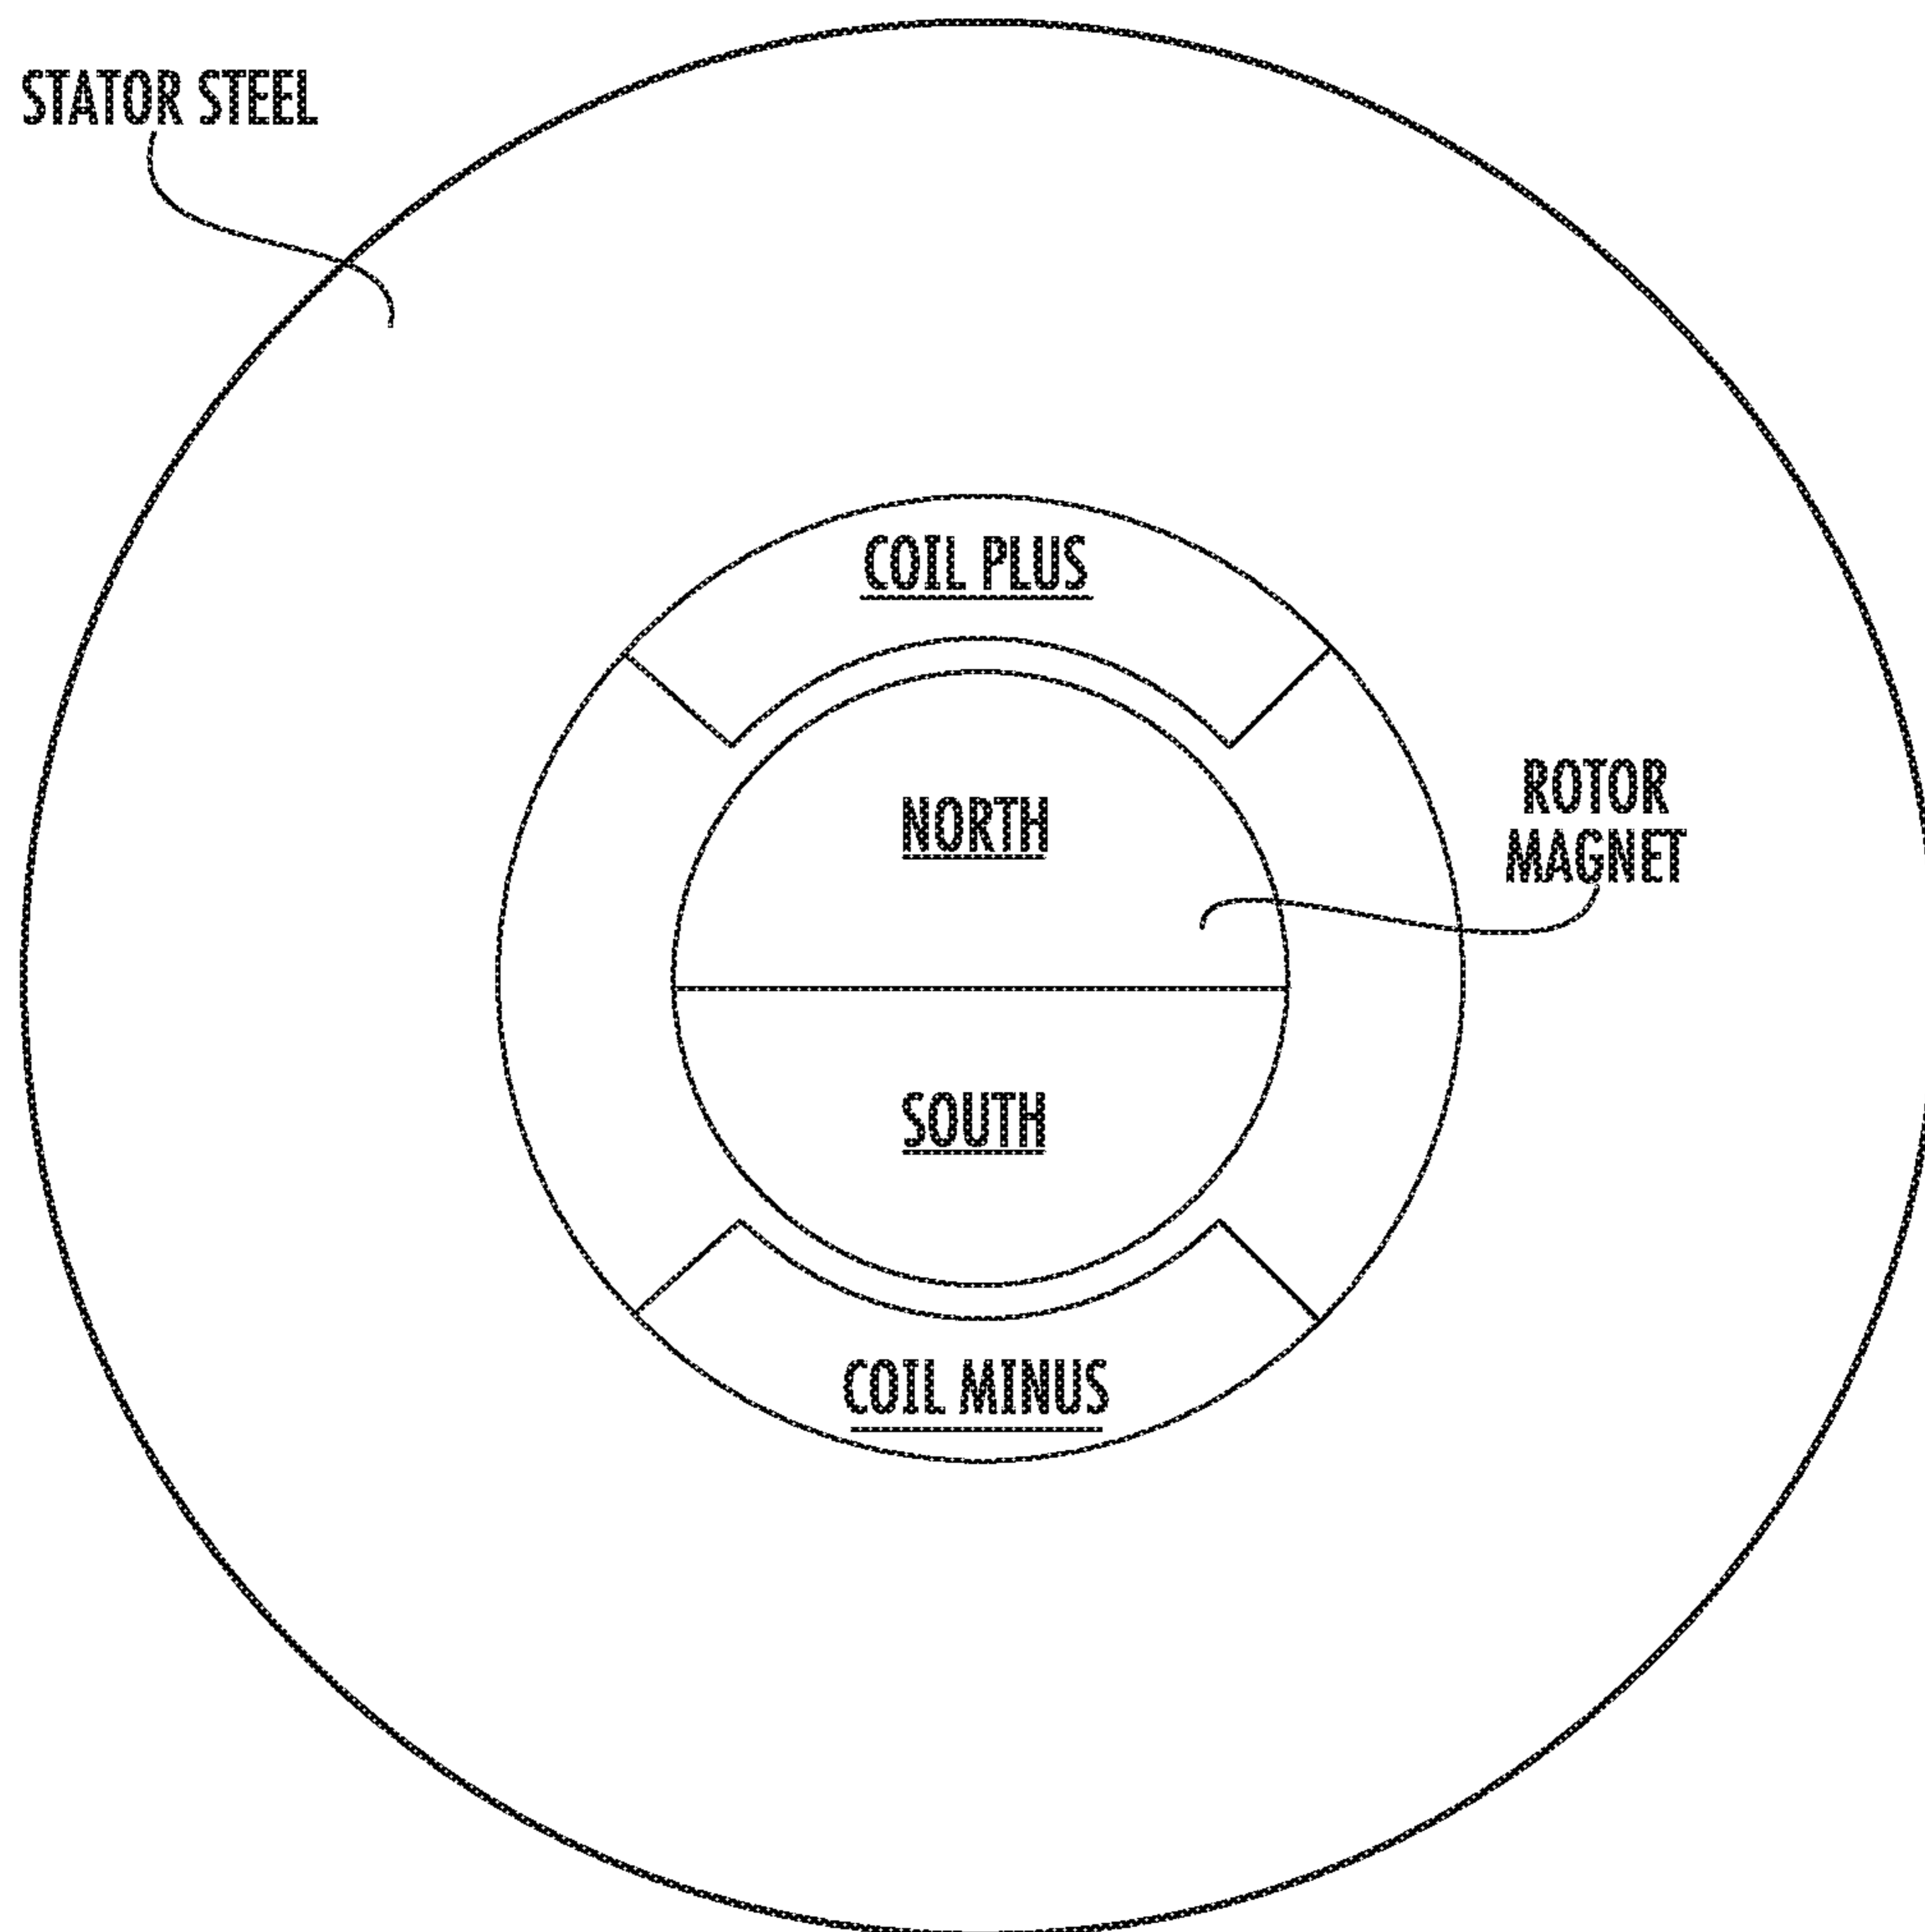 STATOR STEEL
COIL PLUS
NORTH
ROTOR
MAGNET
SOUTH
COIL MINUS